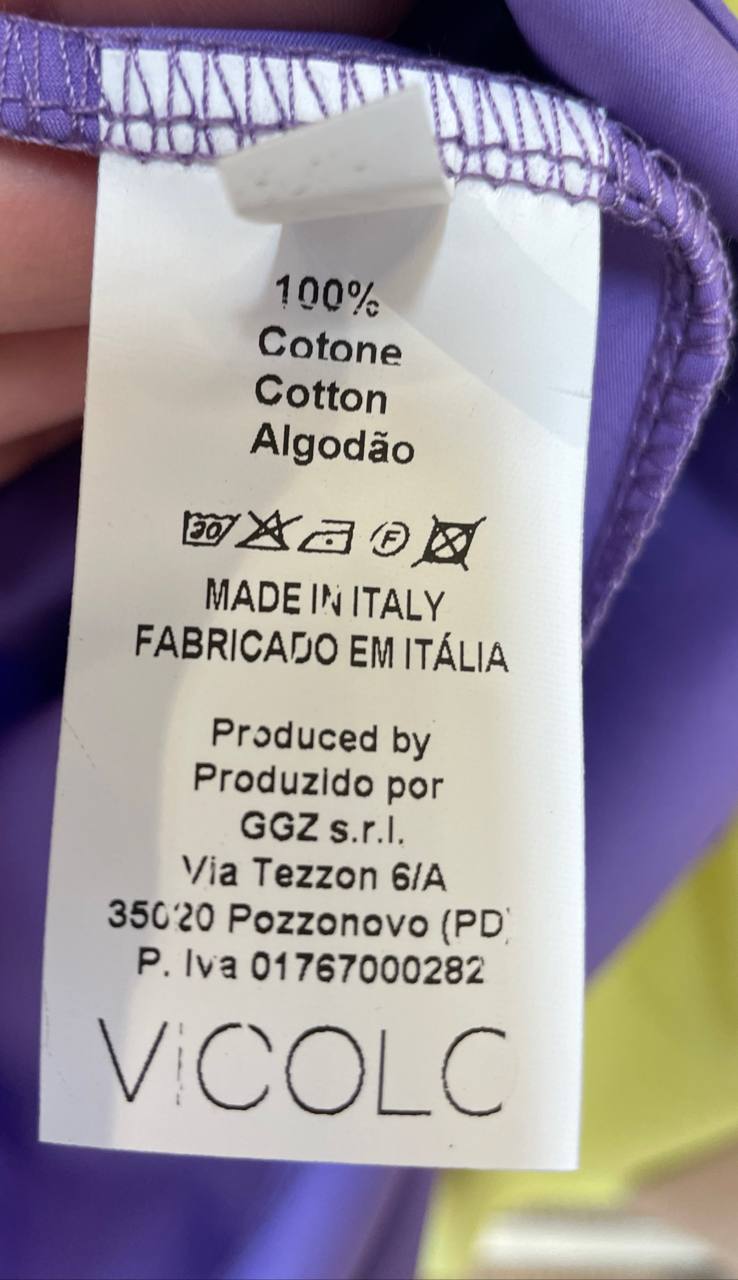 100%
Cotone
Cotton
Algodão
30 F
MADE IN ITALY
FABRICADO EM ITÁLIA
Produced by
Produzido por
GGZ s.r.l.
Via Tezzon 6/A
35020 Pozzonovo (PD)
P. Iva 01767000282
VICOLO